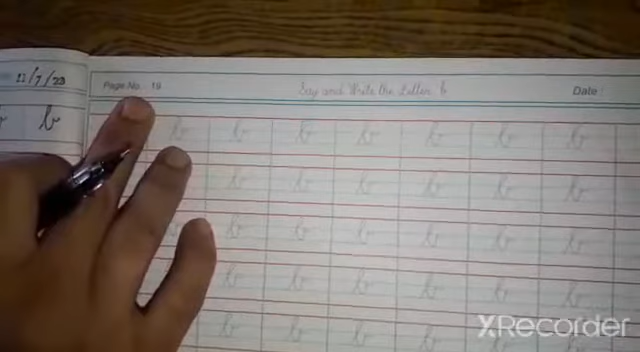 12/7/23
Page No. : 19
Say and Write the Letter b
Date :
b
b b b b b b b
b b b b b b
b b b b b b
b b b b b b
b b b b b b
XRecorder